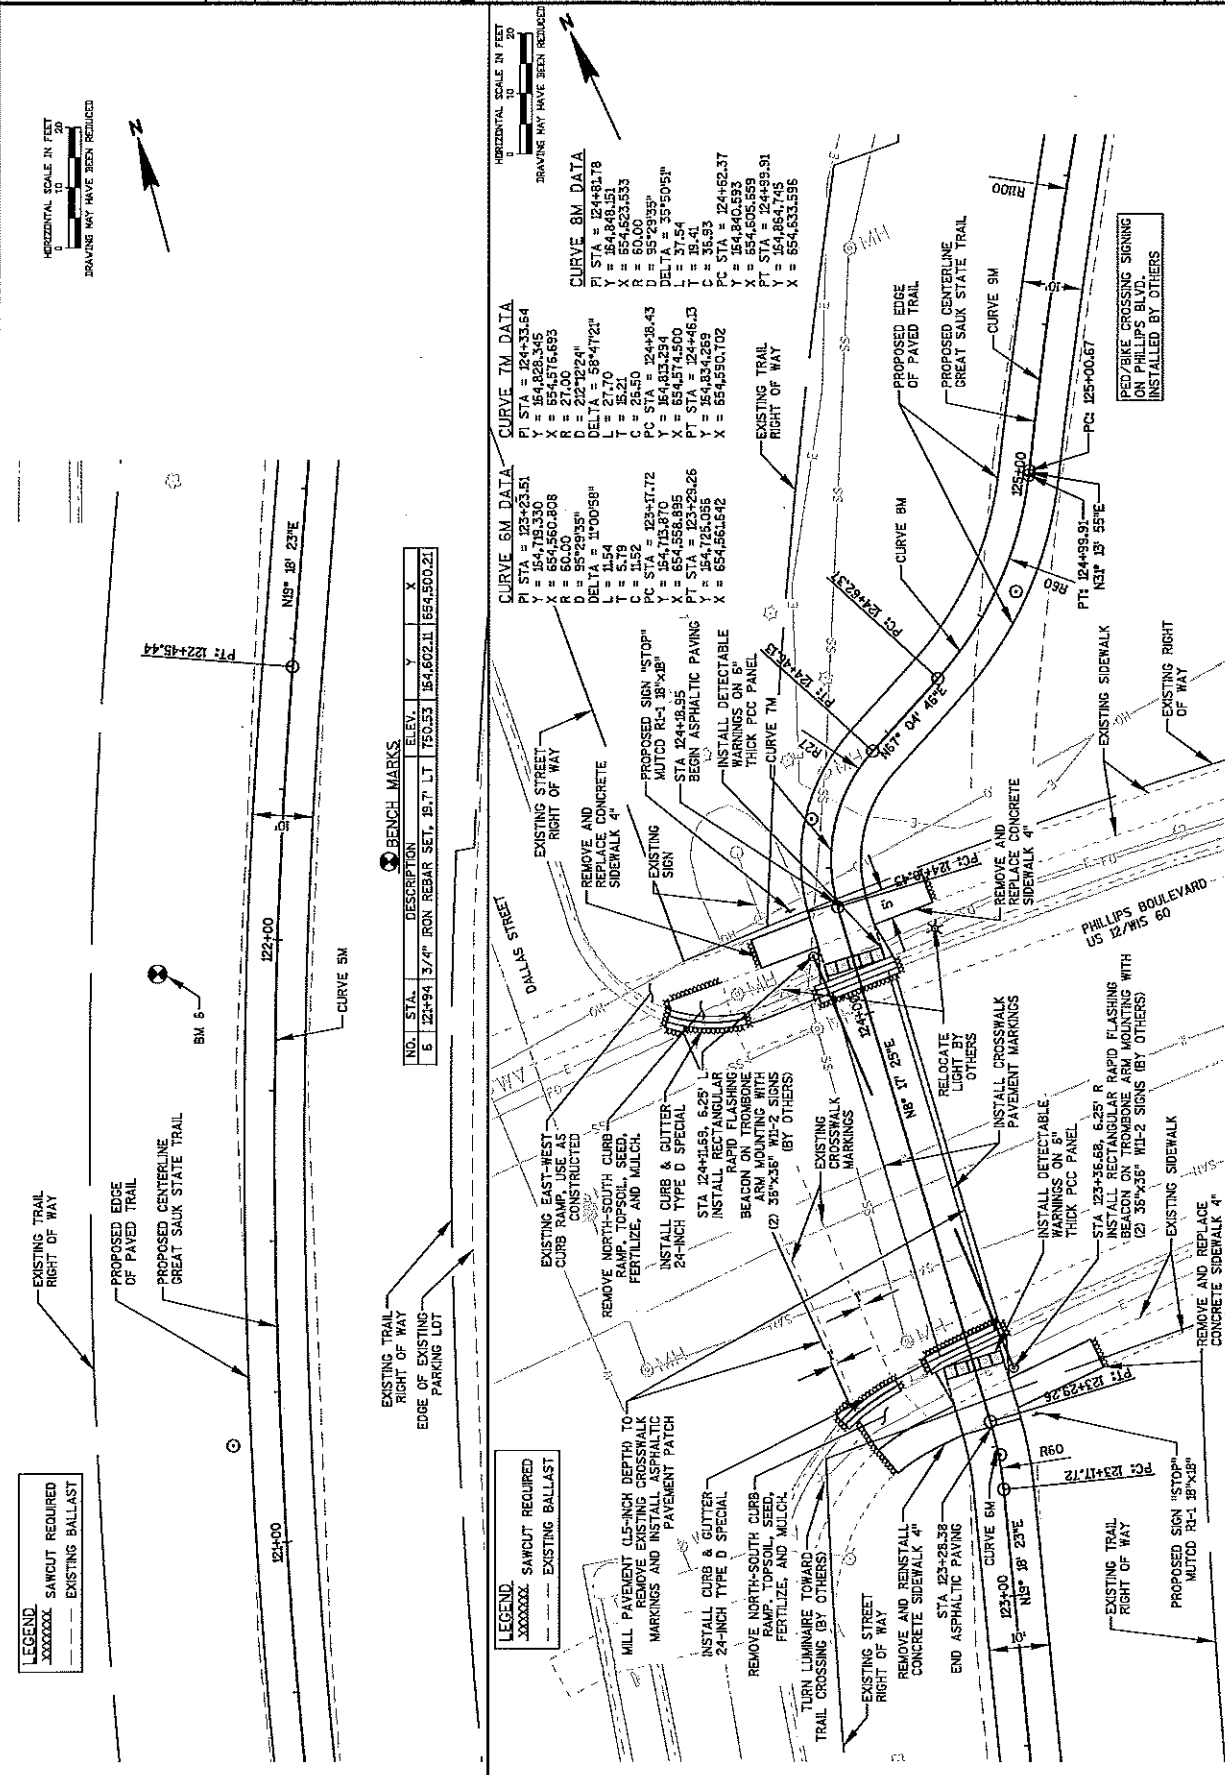 LEGEND
XXXXXXX SAWCUT REQUIRED
EXISTING BALLAST
EXISTING TRAIL
RIGHT OF WAY
PROPOSED EDGE
OF PAVED TRAIL
PROPOSED CENTERLINE
GREAT SAUK STATE TRAIL
121+00
122+00
BM 6
CURVE 5M
10'
PT: 122+45.44
N19° 18' 23"E
HORIZONTAL SCALE IN FEET
0 10 20
DRAWING MAY HAVE BEEN REDUCED
N
EXISTING TRAIL
RIGHT OF WAY
EDGE OF EXISTING
PARKING LOT
BENCH MARKS
NO. STA. DESCRIPTION ELEV. Y X
6 121+94 3/4" IRON REBAR SET, 19.7' LT 750.53 164,602.11 654,500.21
LEGEND
XXXXXXX SAWCUT REQUIRED
EXISTING BALLAST
HORIZONTAL SCALE IN FEET
0 10 20
DRAWING MAY HAVE BEEN REDUCED
N
CURVE 6M DATA
PI STA = 123+23.51
Y = 164,719.330
X = 654,560.808
R = 60.00
D = 95°29'35"
DELTA = 11°00'58"
L = 11.54
T = 5.79
C = 11.52
PC STA = 123+17.72
Y = 164,713.870
X = 654,558.895
PT STA = 123+29.26
Y = 164,725.056
X = 654,561.642
CURVE 7M DATA
PI STA = 124+33.64
Y = 164,828.345
X = 654,576.693
R = 27.00
D = 212°12'24"
DELTA = 58°47'21"
L = 27.70
T = 15.21
C = 26.50
PC STA = 124+18.43
Y = 164,813.294
X = 654,574.500
PT STA = 124+46.13
Y = 164,834.269
X = 654,590.702
CURVE 8M DATA
PI STA = 124+81.78
Y = 164,848.151
X = 654,623.533
R = 60.00
D = 95°29'35"
DELTA = 35°50'51"
L = 37.54
T = 19.41
C = 36.93
PC STA = 124+62.37
Y = 164,840.593
X = 654,605.659
PT STA = 124+99.91
Y = 164,864.745
X = 654,633.596
MILL PAVEMENT (1.5-INCH DEPTH) TO
REMOVE EXISTING CROSSWALK
MARKINGS AND INSTALL ASPHALTIC
PAVEMENT PATCH
INSTALL CURB & GUTTER
24-INCH TYPE D SPECIAL
REMOVE NORTH-SOUTH CURB
RAMP. TOPSOIL, SEED,
FERTILIZE, AND MULCH.
TURN LUMINAIRE TOWARD
TRAIL CROSSING (BY OTHERS)
EXISTING STREET
RIGHT OF WAY
REMOVE AND REINSTALL
CONCRETE SIDEWALK 4"
STA 123+28.38
END ASPHALTIC PAVING
CURVE 6M
123+00
N19° 18' 23"E
10'
R60
PC: 123+17.72
PT: 123+29.26
EXISTING TRAIL
RIGHT OF WAY
PROPOSED SIGN "STOP"
MUTCD R1-1 18"x18"
REMOVE AND REPLACE
CONCRETE SIDEWALK 4"
EXISTING SIDEWALK
STA 123+36.68, 6.25' R
INSTALL RECTANGULAR RAPID FLASHING
BEACON ON TROMBONE ARM MOUNTING WITH
(2) 36"x36" W11-2 SIGNS (BY OTHERS)
INSTALL DETECTABLE
WARNINGS ON 6"
THICK PCC PANEL
INSTALL CROSSWALK
PAVEMENT MARKINGS
EXISTING
CROSSWALK
MARKINGS
N8° 17' 25"E
124+00
RELOCATE
LIGHT BY
OTHERS
DALLAS STREET
EXISTING EAST-WEST
CURB RAMP, USE AS
CONSTRUCTED
REMOVE NORTH-SOUTH CURB
RAMP. TOPSOIL, SEED,
FERTILIZE, AND MULCH.
INSTALL CURB & GUTTER
24-INCH TYPE D SPECIAL
STA 124+11.69, 6.25' L
INSTALL RECTANGULAR
RAPID FLASHING
BEACON ON TROMBONE
ARM MOUNTING WITH
(2) 36"x36" W11-2 SIGNS
(BY OTHERS)
EXISTING STREET
RIGHT OF WAY
REMOVE AND
REPLACE CONCRETE
SIDEWALK 4"
EXISTING
SIGN
PROPOSED SIGN "STOP"
MUTCD R1-1 18"x18"
STA 124+18.95
BEGIN ASPHALTIC PAVING
INSTALL DETECTABLE
WARNINGS ON 6"
THICK PCC PANEL
CURVE 7M
5'
PC: 124+18.43
REMOVE AND
REPLACE CONCRETE
SIDEWALK 4"
PHILLIPS BOULEVARD
US 12/WIS 60
R27
PT: 124+46.13
N67° 04' 46"E
PC: 124+62.37
EXISTING TRAIL
RIGHT OF WAY
CURVE 8M
R60
PT: 124+99.91
N31° 13' 55"E
125+00
PC: 125+00.67
CURVE 9M
PROPOSED EDGE
OF PAVED TRAIL
PROPOSED CENTERLINE
GREAT SAUK STATE TRAIL
10'
R1100
EXISTING SIDEWALK
EXISTING RIGHT
OF WAY
PED/BIKE CROSSING SIGNING
ON PHILLIPS BLVD.
INSTALLED BY OTHERS